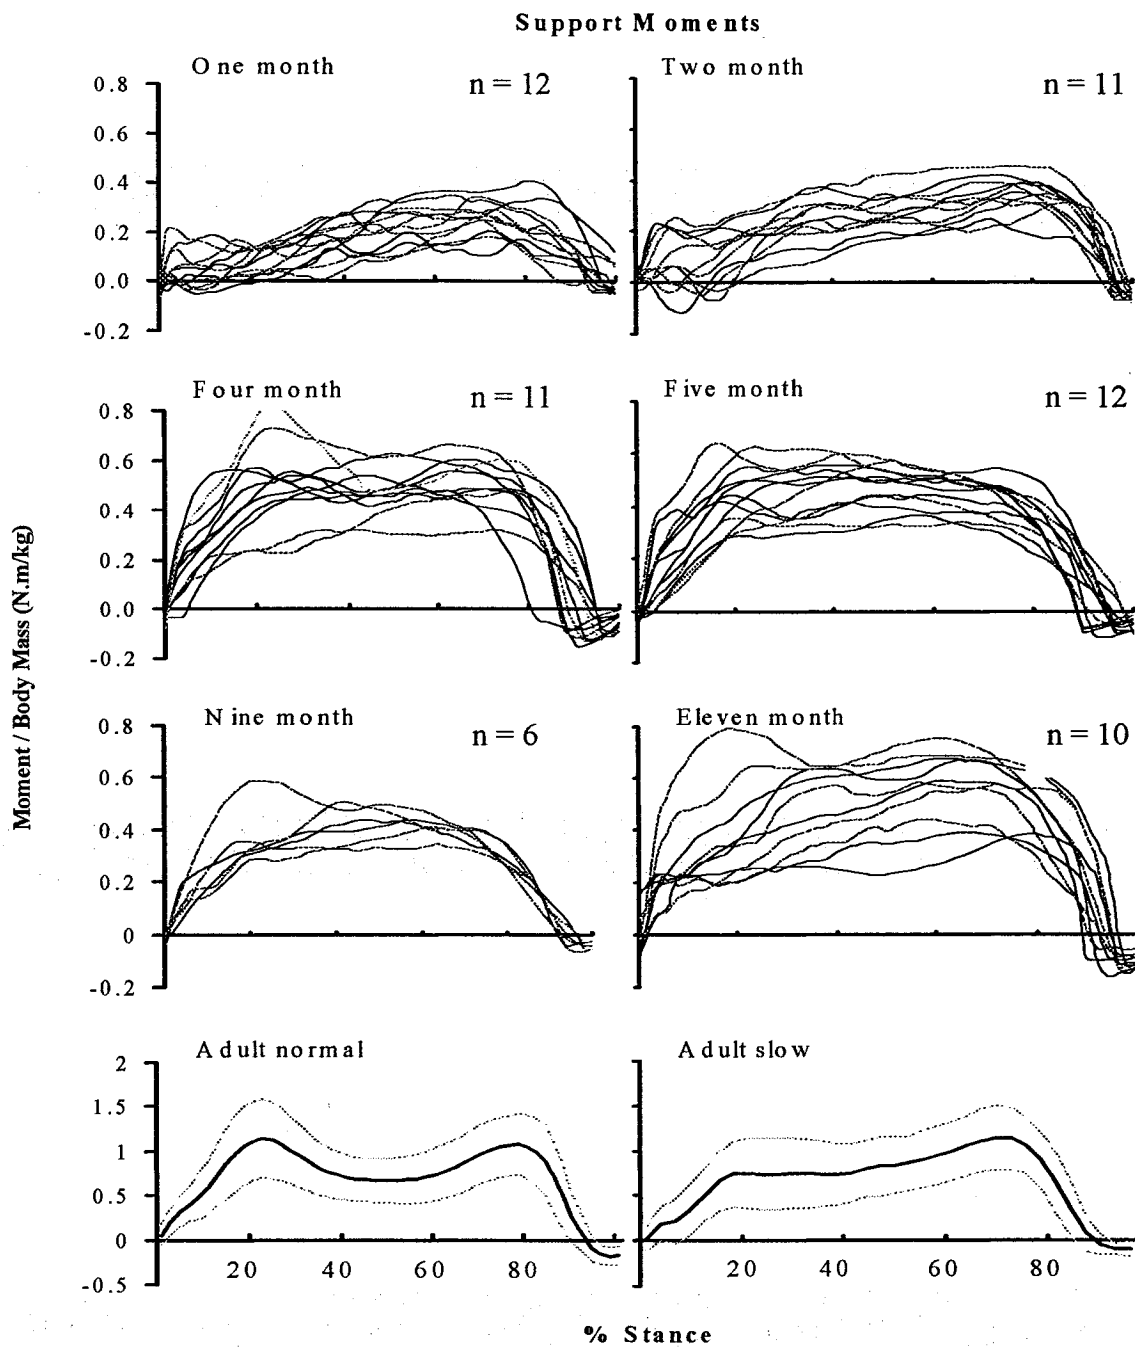 Support Moments
One month
n = 12
Two month
n = 11
0.8
0.6
0.4
0.2
0.0
-0.2
Four month
n = 11
Five month
n = 12
0.8
0.6
0.4
0.2
0.0
-0.2
Moment / Body Mass (N.m/kg)
Nine month
n = 6
Eleven month
n = 10
0.8
0.6
0.4
0.2
0
-0.2
Adult normal
Adult slow
2
1.5
1
0.5
0
-0.5
20 40 60 80
20 40 60 80
% Stance